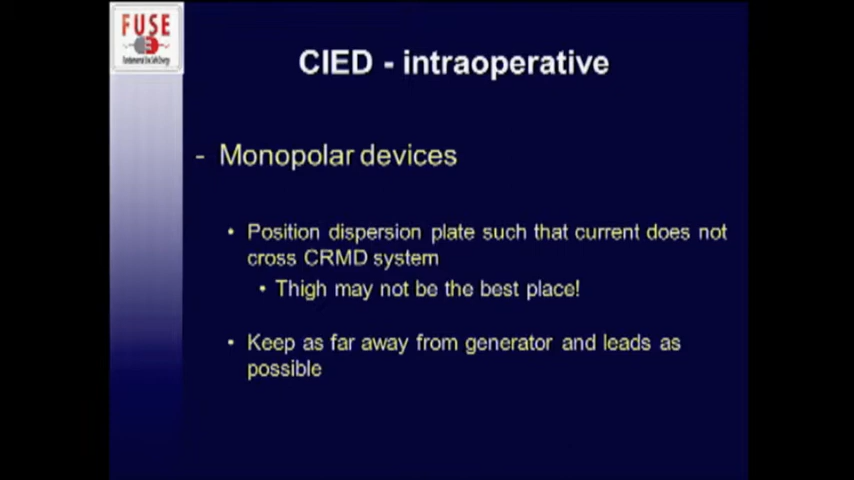 FUSE
CIED - intraoperative
- Monopolar devices
• Position dispersion plate such that current does not
cross CRMD system
• Thigh may not be the best place!
• Keep as far away from generator and leads as
possible